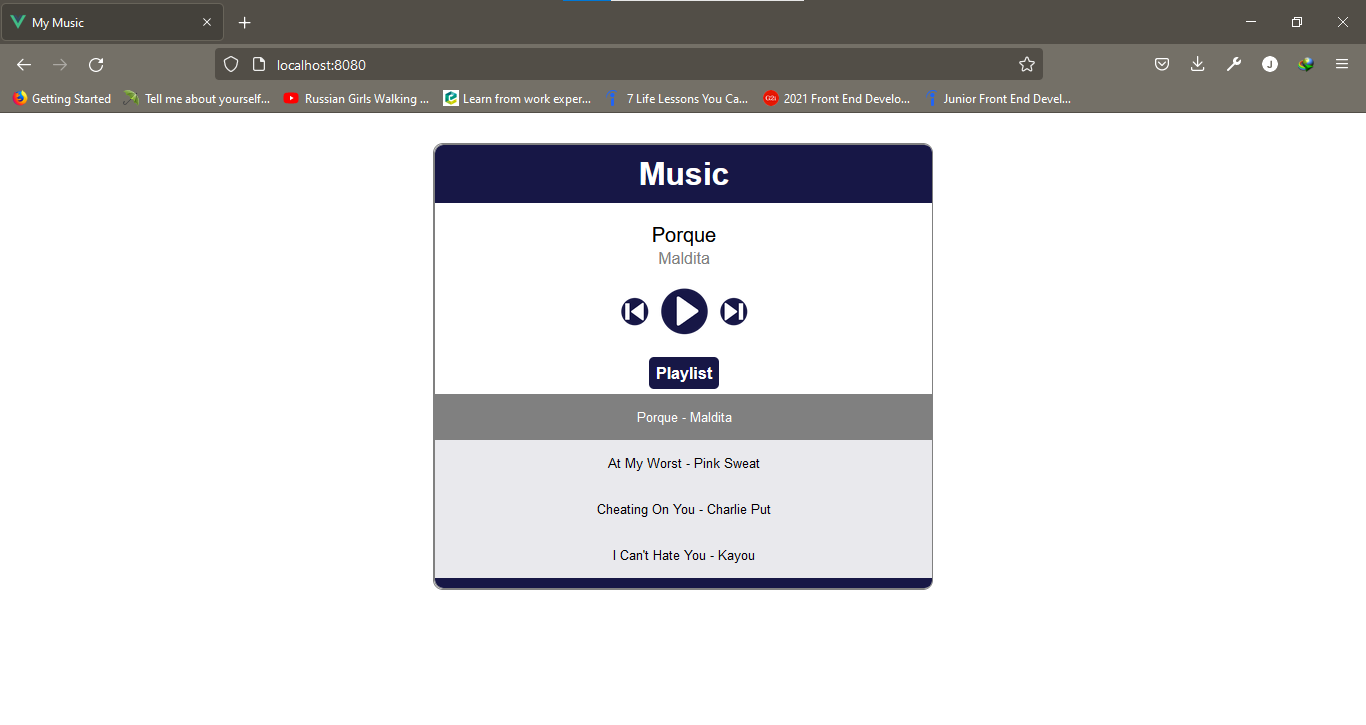 My Music
localhost:8080
J
Getting Started
Tell me about yourself...
Russian Girls Walking ...
Learn from work exper...
7 Life Lessons You Ca...
2021 Front End Develo...
Junior Front End Devel...
Music
Porque
Maldita
Playlist
Porque - Maldita
At My Worst - Pink Sweat
Cheating On You - Charlie Put
I Can't Hate You - Kayou